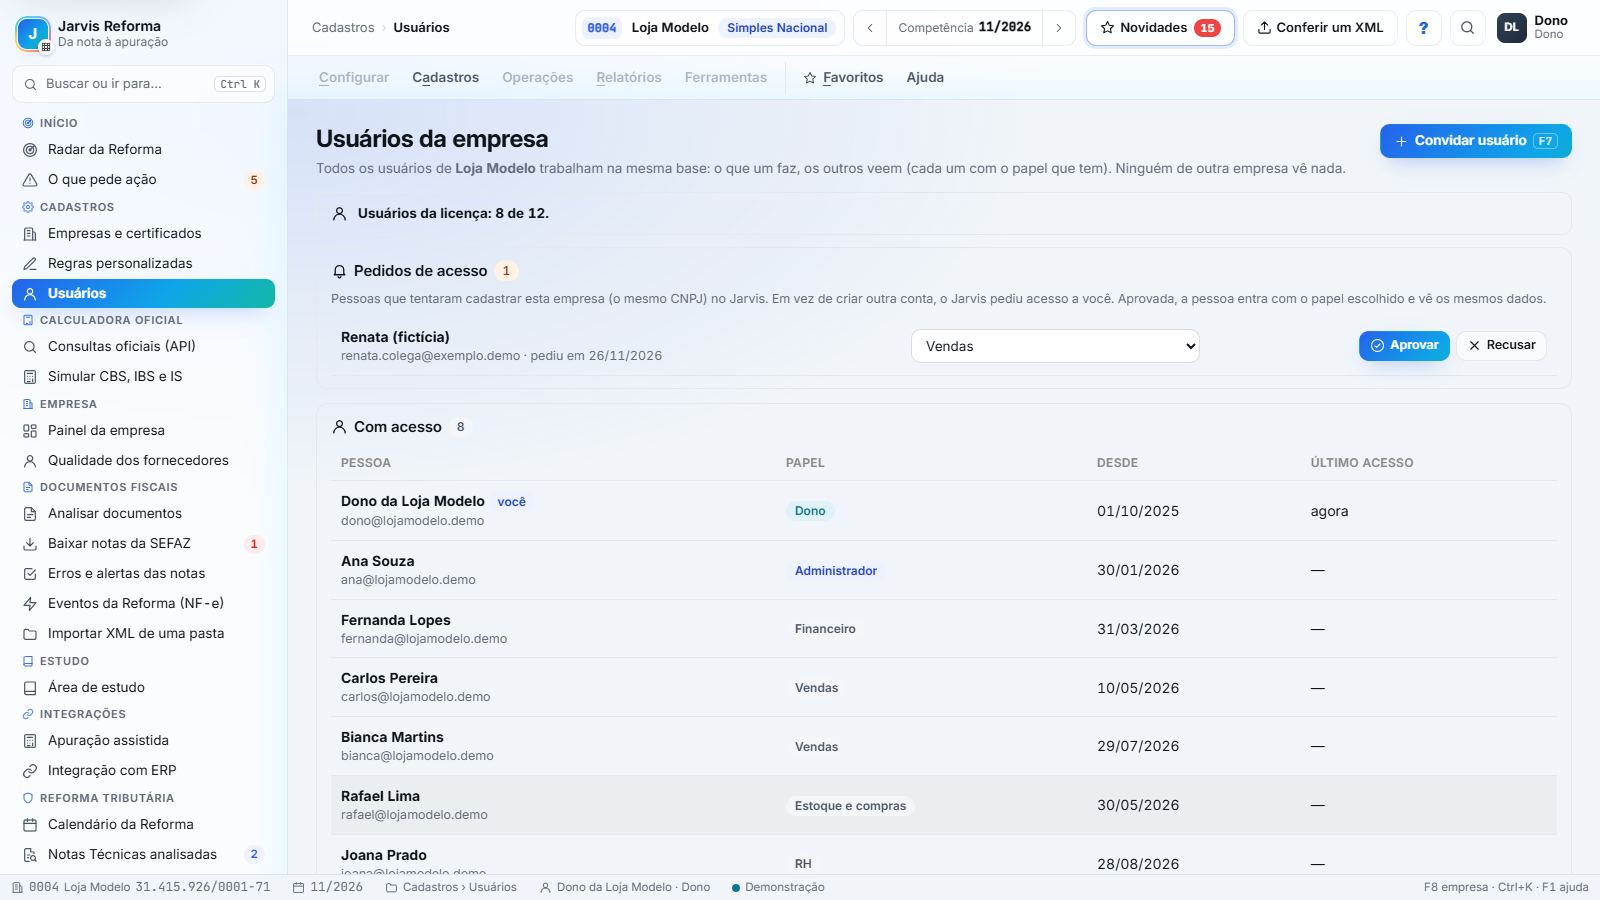 Jarvis Reforma
Da nota à apuração
Buscar ou ir para... Ctrl K
INÍCIO
Radar da Reforma
O que pede ação 5
CADASTROS
Empresas e certificados
Regras personalizadas
Usuários
CALCULADORA OFICIAL
Consultas oficiais (API)
Simular CBS, IBS e IS
EMPRESA
Painel da empresa
Qualidade dos fornecedores
DOCUMENTOS FISCAIS
Analisar documentos
Baixar notas da SEFAZ 1
Erros e alertas das notas
Eventos da Reforma (NF-e)
Importar XML de uma pasta
ESTUDO
Área de estudo
INTEGRAÇÕES
Apuração assistida
Integração com ERP
REFORMA TRIBUTÁRIA
Calendário da Reforma
Notas Técnicas analisadas 2
Cadastros › Usuários
0004 Loja Modelo Simples Nacional
Competência 11/2026
Novidades 15
Conferir um XML
?
DL Dono
Dono
Configurar Cadastros Operações Relatórios Ferramentas Favoritos Ajuda
Usuários da empresa
Todos os usuários de Loja Modelo trabalham na mesma base: o que um faz, os outros veem (cada um com o papel que tem). Ninguém de outra empresa vê nada.
+ Convidar usuário F7
Usuários da licença: 8 de 12.
Pedidos de acesso 1
Pessoas que tentaram cadastrar esta empresa (o mesmo CNPJ) no Jarvis. Em vez de criar outra conta, o Jarvis pediu acesso a você. Aprovada, a pessoa entra com o papel escolhido e vê os mesmos dados.
Renata (fictícia)
renata.colega@exemplo.demo · pediu em 26/11/2026
Vendas
Aprovar
Recusar
Com acesso 8
PESSOA PAPEL DESDE ÚLTIMO ACESSO
Dono da Loja Modelo você
dono@lojamodelo.demo
Dono 01/10/2025 agora
Ana Souza
ana@lojamodelo.demo
Administrador 30/01/2026 —
Fernanda Lopes
fernanda@lojamodelo.demo
Financeiro 31/03/2026 —
Carlos Pereira
carlos@lojamodelo.demo
Vendas 10/05/2026 —
Bianca Martins
bianca@lojamodelo.demo
Vendas 29/07/2026 —
Rafael Lima
rafael@lojamodelo.demo
Estoque e compras 30/05/2026 —
Joana Prado
joana@lojamodelo.demo
RH 28/08/2026 —
0004 Loja Modelo 31.415.926/0001-71 11/2026 Cadastros › Usuários Dono da Loja Modelo · Dono Demonstração F8 empresa · Ctrl+K · F1 ajuda